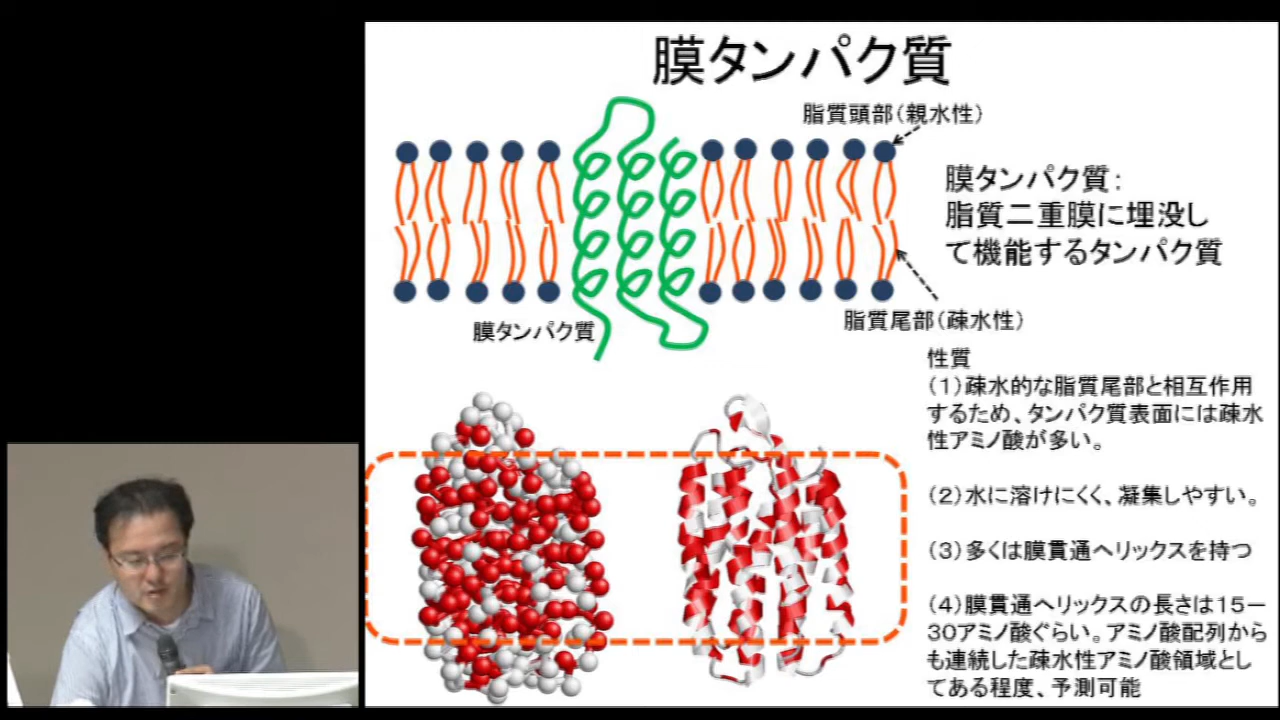 膜タンパク質
脂質頭部(親水性)
膜タンパク質:
脂質二重膜に埋没し
て機能するタンパク質
脂質尾部(疎水性)
膜タンパク質
性質
(1)疎水的な脂質尾部と相互作用
するため、タンパク質表面には疎水
性アミノ酸が多い。
(2)水に溶けにくく、凝集しやすい。
(3)多くは膜貫通ヘリックスを持つ
(4)膜貫通ヘリックスの長さは15ー
30アミノ酸ぐらい。アミノ酸配列から
も連続した疎水性アミノ酸領域とし
てある程度、予測可能